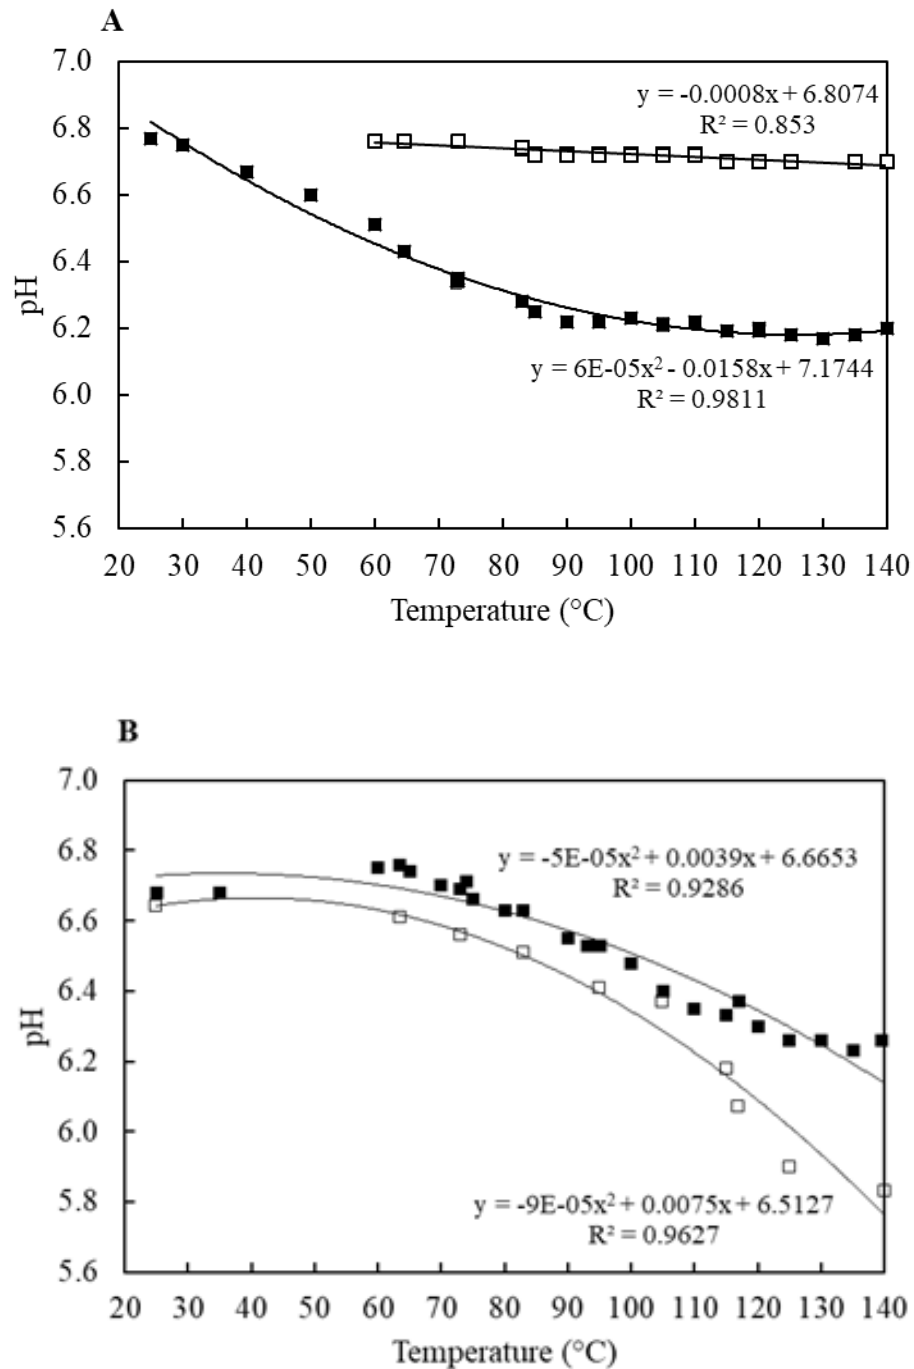 A
7.0
6.8
6.6
6.4
6.2
6.0
5.8
5.6
pH
y = -0.0008x + 6.8074
R² = 0.853
y = 6E-05x² - 0.0158x + 7.1744
R² = 0.9811
20 30 40 50 60 70 80 90 100 110 120 130 140
Temperature (°C)
B
7.0
6.8
6.6
6.4
6.2
6.0
5.8
5.6
pH
y = -5E-05x² + 0.0039x + 6.6653
R² = 0.9286
y = -9E-05x² + 0.0075x + 6.5127
R² = 0.9627
20 30 40 50 60 70 80 90 100 110 120 130 140
Temperature (°C)